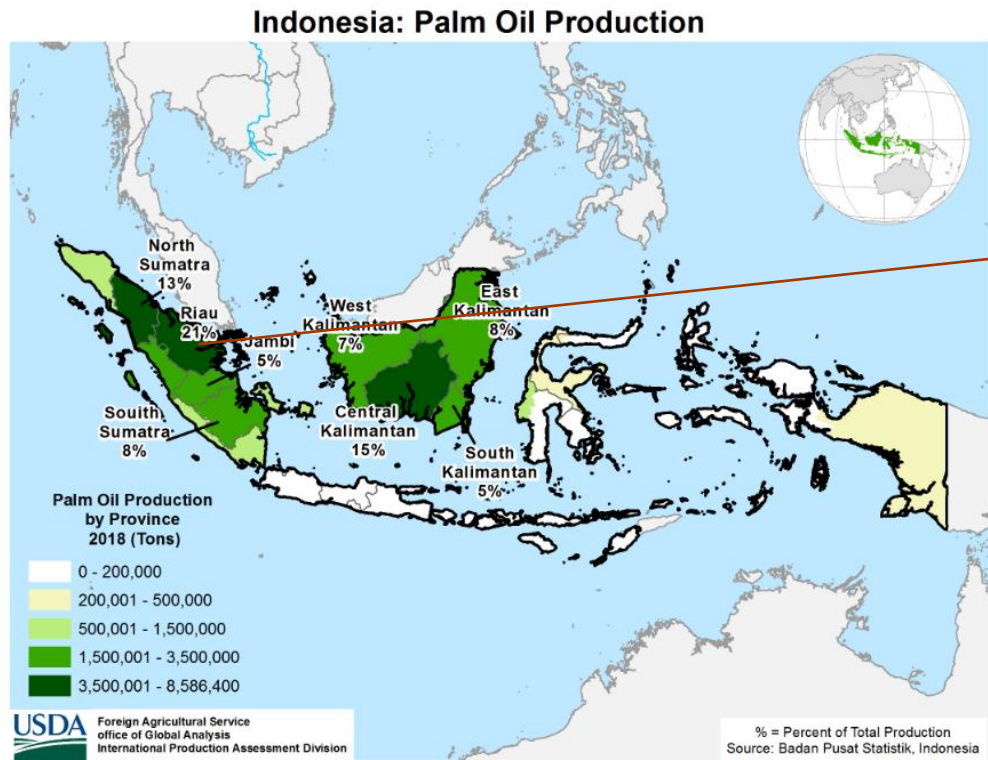 Indonesia: Palm Oil Production
North
Sumatra
13%
Riau
21%
Jambi
5%
West
Kalimantan
7%
East
Kalimantan
8%
Souith
Sumatra
8%
Central
Kalimantan
15%
South
Kalimantan
5%
Palm Oil Production
by Province
2018 (Tons)
0 - 200,000
200,001 - 500,000
500,001 - 1,500,000
1,500,001 - 3,500,000
3,500,001 - 8,586,400
USDA
Foreign Agricultural Service
office of Global Analysis
International Production Assessment Division
% = Percent of Total Production
Source: Badan Pusat Statistik, Indonesia